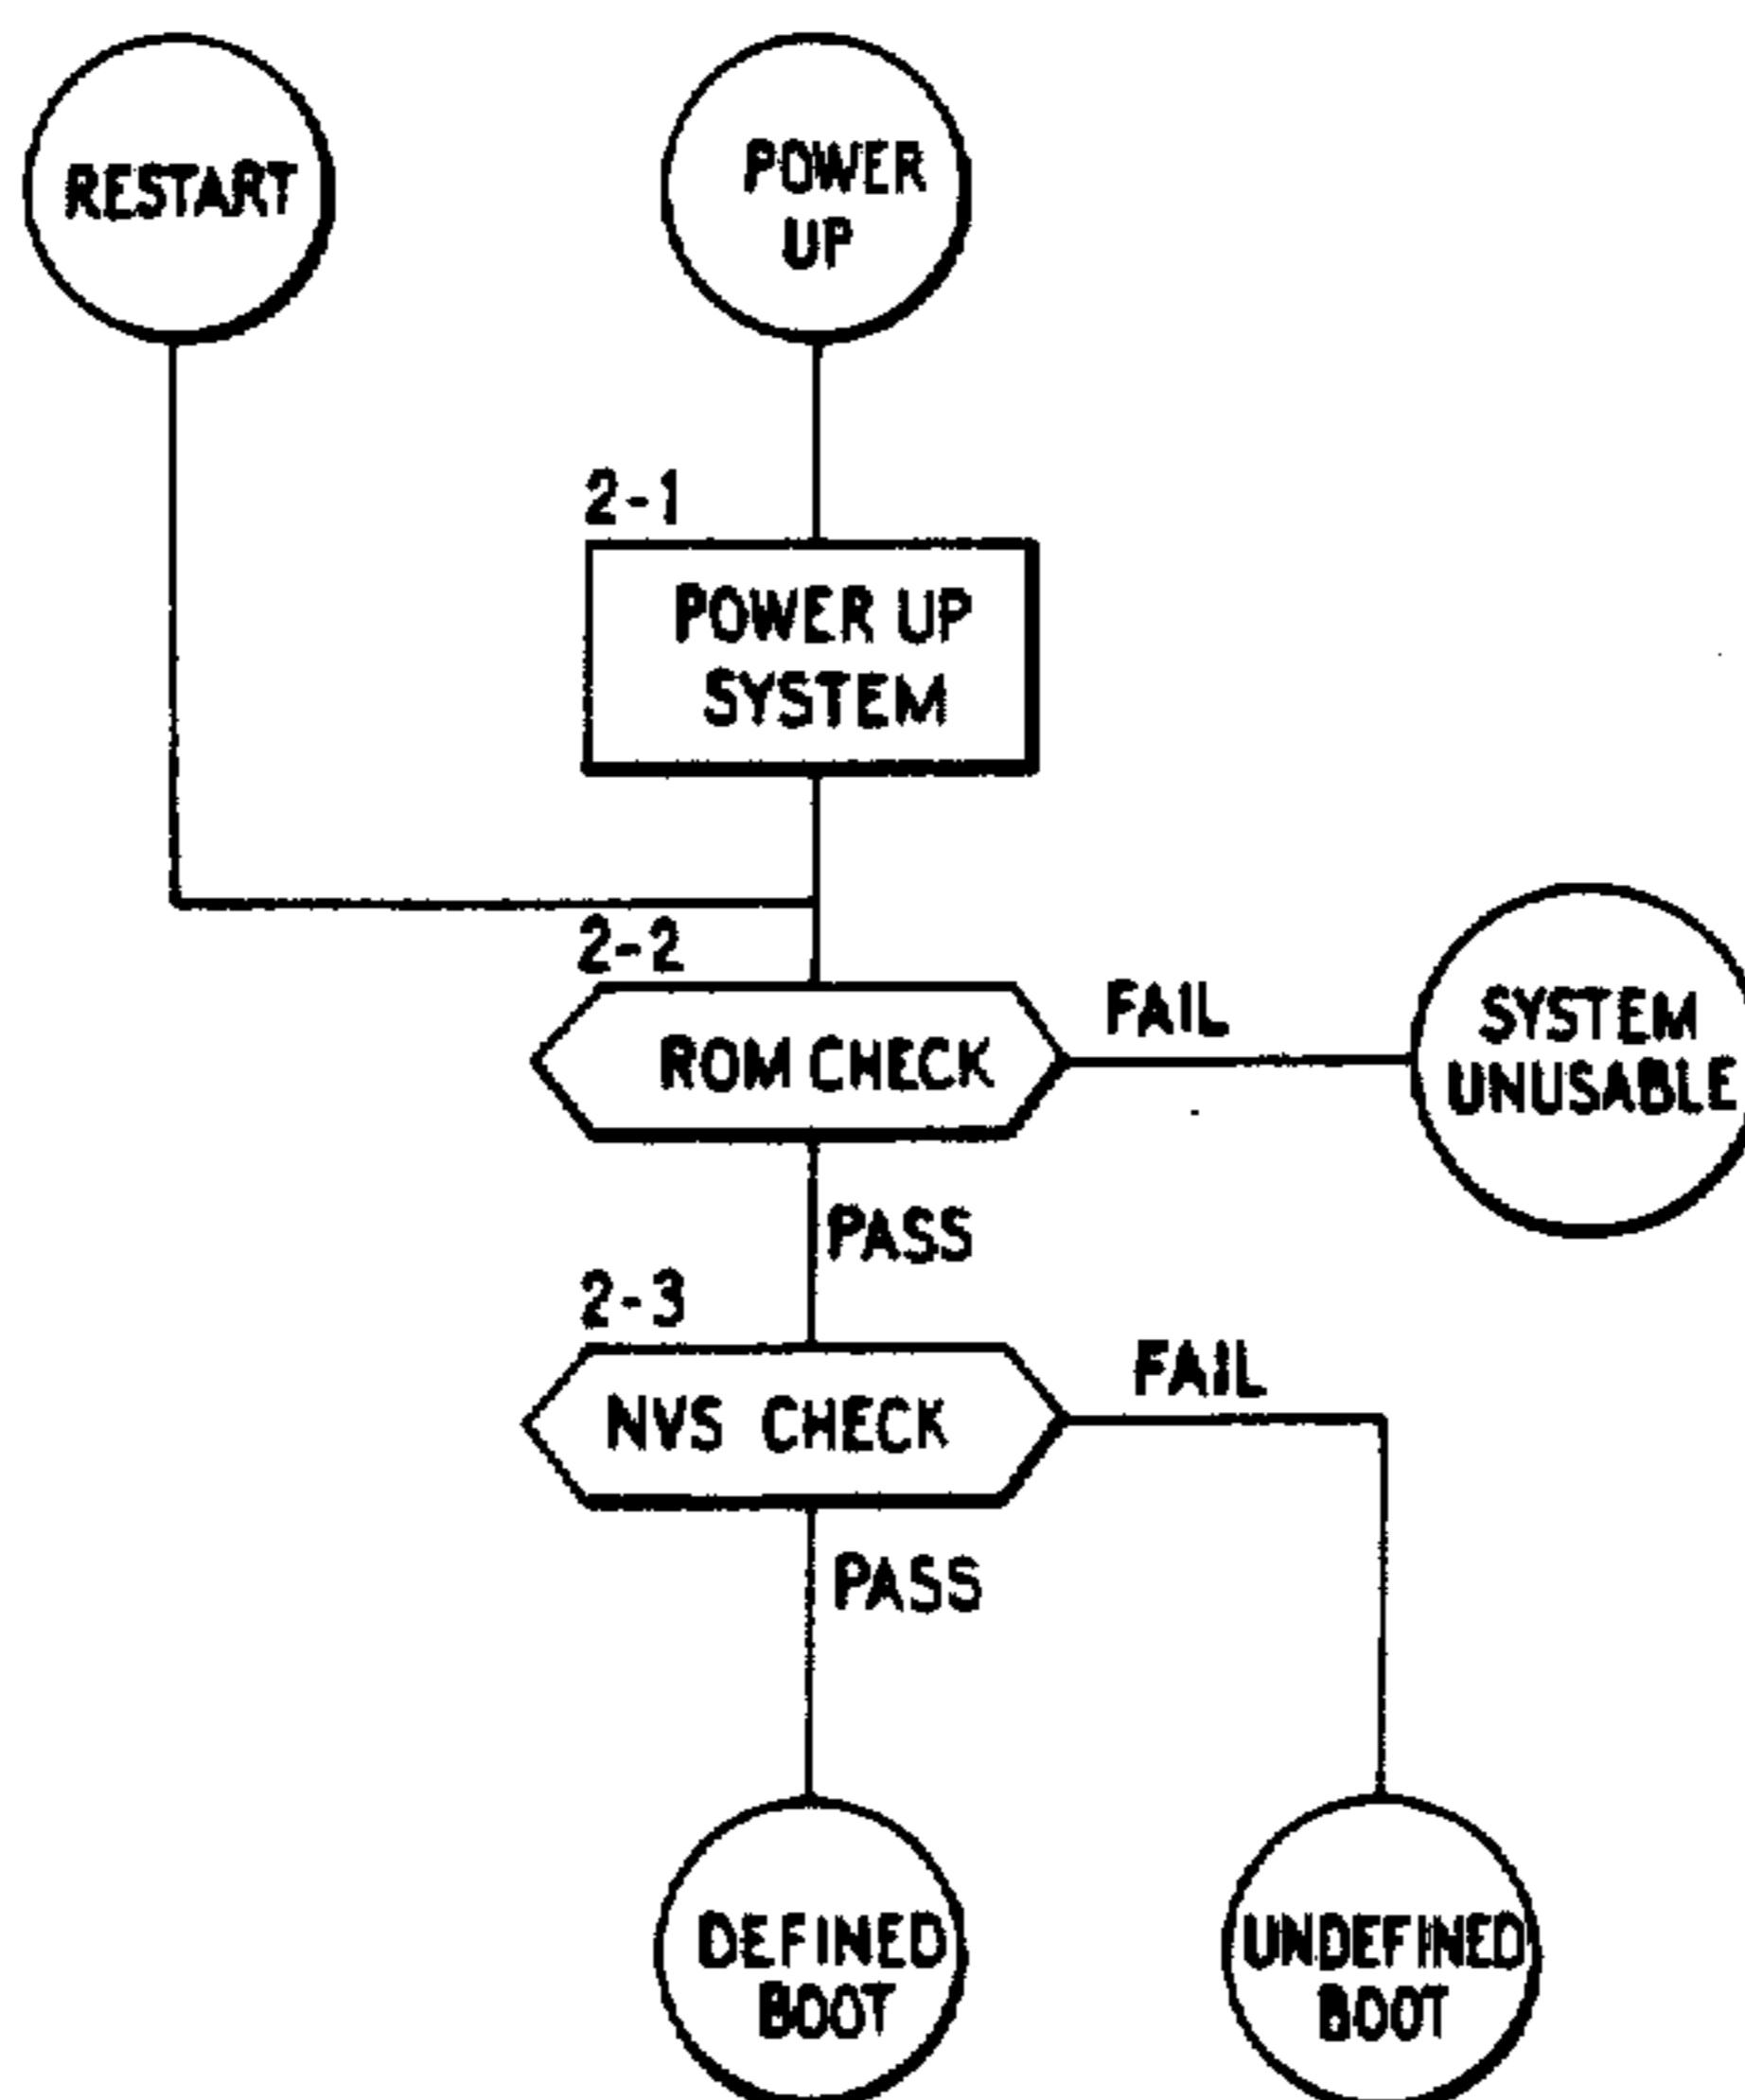 RESTART
POWER
UP
2-1
POWER UP
SYSTEM
2-2
ROM CHECK
FAIL
SYSTEM
UNUSABLE
PASS
2-3
NVS CHECK
FAIL
PASS
DEFINED
BOOT
UNDEFINED
BOOT